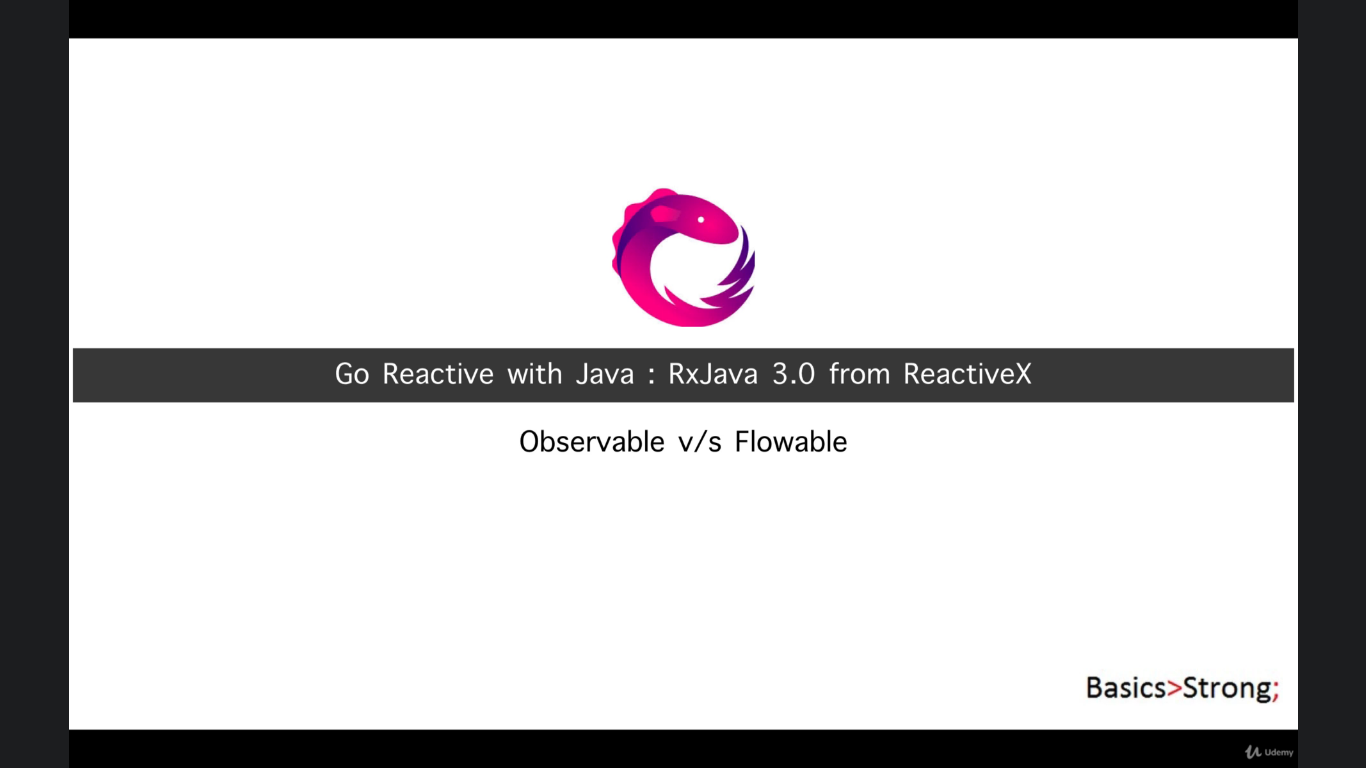 Go Reactive with Java : RxJava 3.0 from ReactiveX
Observable v/s Flowable
Basics>Strong;
Udemy